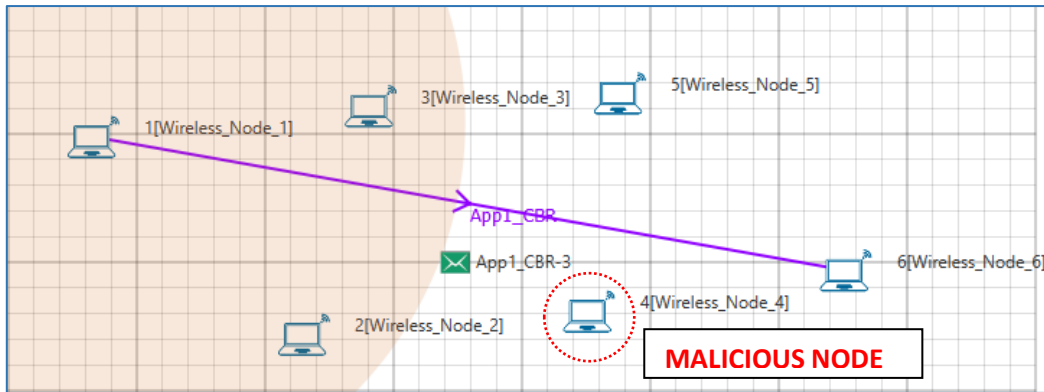 5[Wireless_Node_5]
3[Wireless_Node_3]
1[Wireless_Node_1]
App1_CBR
App1_CBR-3
6[Wireless_Node_6]
4[Wireless_Node_4]
2[Wireless_Node_2]
MALICIOUS NODE